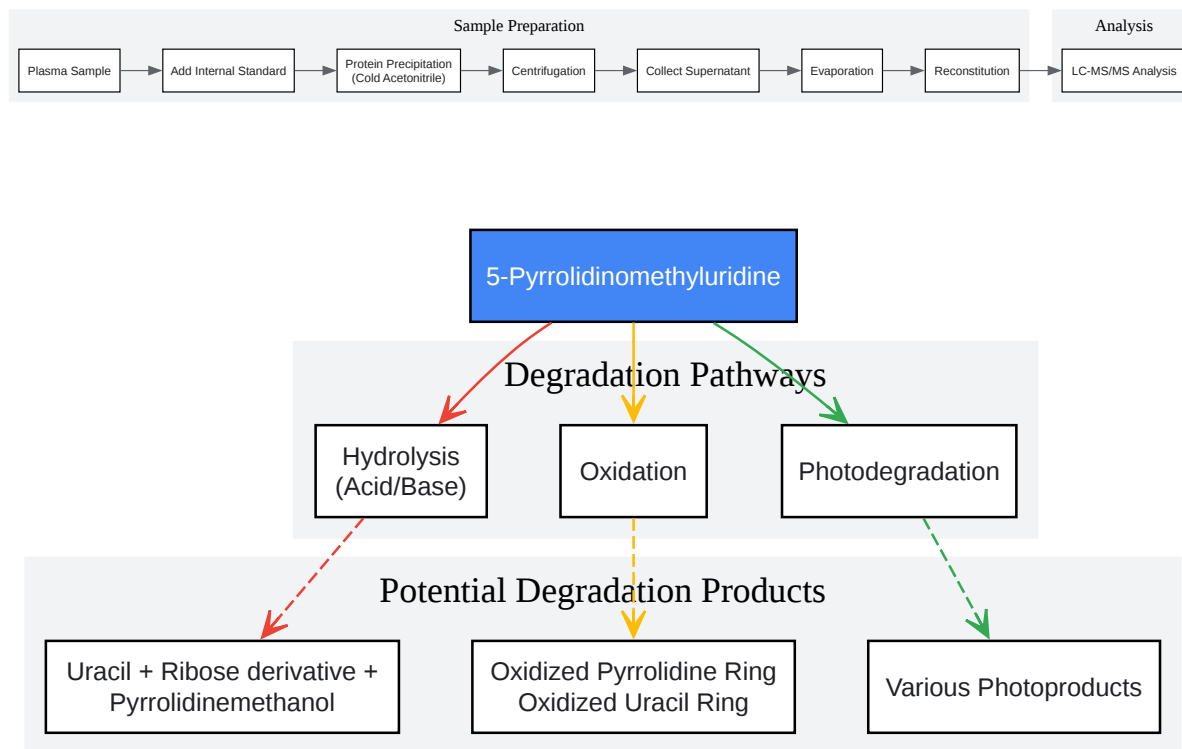 Sample Preparation
Analysis
Plasma Sample
Add Internal Standard
Protein Precipitation
(Cold Acetonitrile)
Centrifugation
Collect Supernatant
Evaporation
Reconstitution
LC-MS/MS Analysis
5-Pyrrolidinomethyluridine
Degradation Pathways
Hydrolysis
(Acid/Base)
Oxidation
Photodegradation
Potential Degradation Products
Uracil + Ribose derivative +
Pyrrolidinemethanol
Oxidized Pyrrolidine Ring
Oxidized Uracil Ring
Various Photoproducts